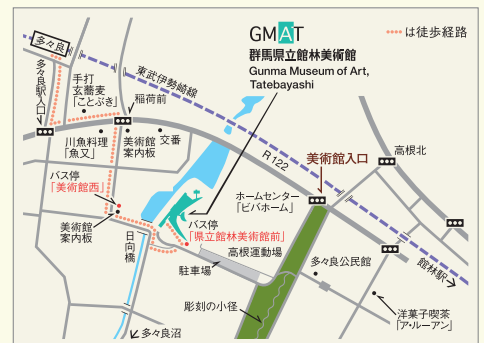 GMAT
群馬県立館林美術館
Gunma Museum of Art,
Tatebayashi
は徒歩経路
多々良
多々良駅入口
手打
玄蕎麦
「ことぶき」
東武伊勢崎線
稲荷前
川魚料理
「魚又」
美術館
案内板
交番
R122
美術館入口
高根北
バス停
「美術館西」
ホームセンター
「ビバホーム」
美術館
案内板
日向橋
バス停
「県立館林美術館前」
高根運動場
駐車場
多々良公民館
館林駅
彫刻の小径
洋菓子喫茶
「ア・ルーアン」
多々良沼